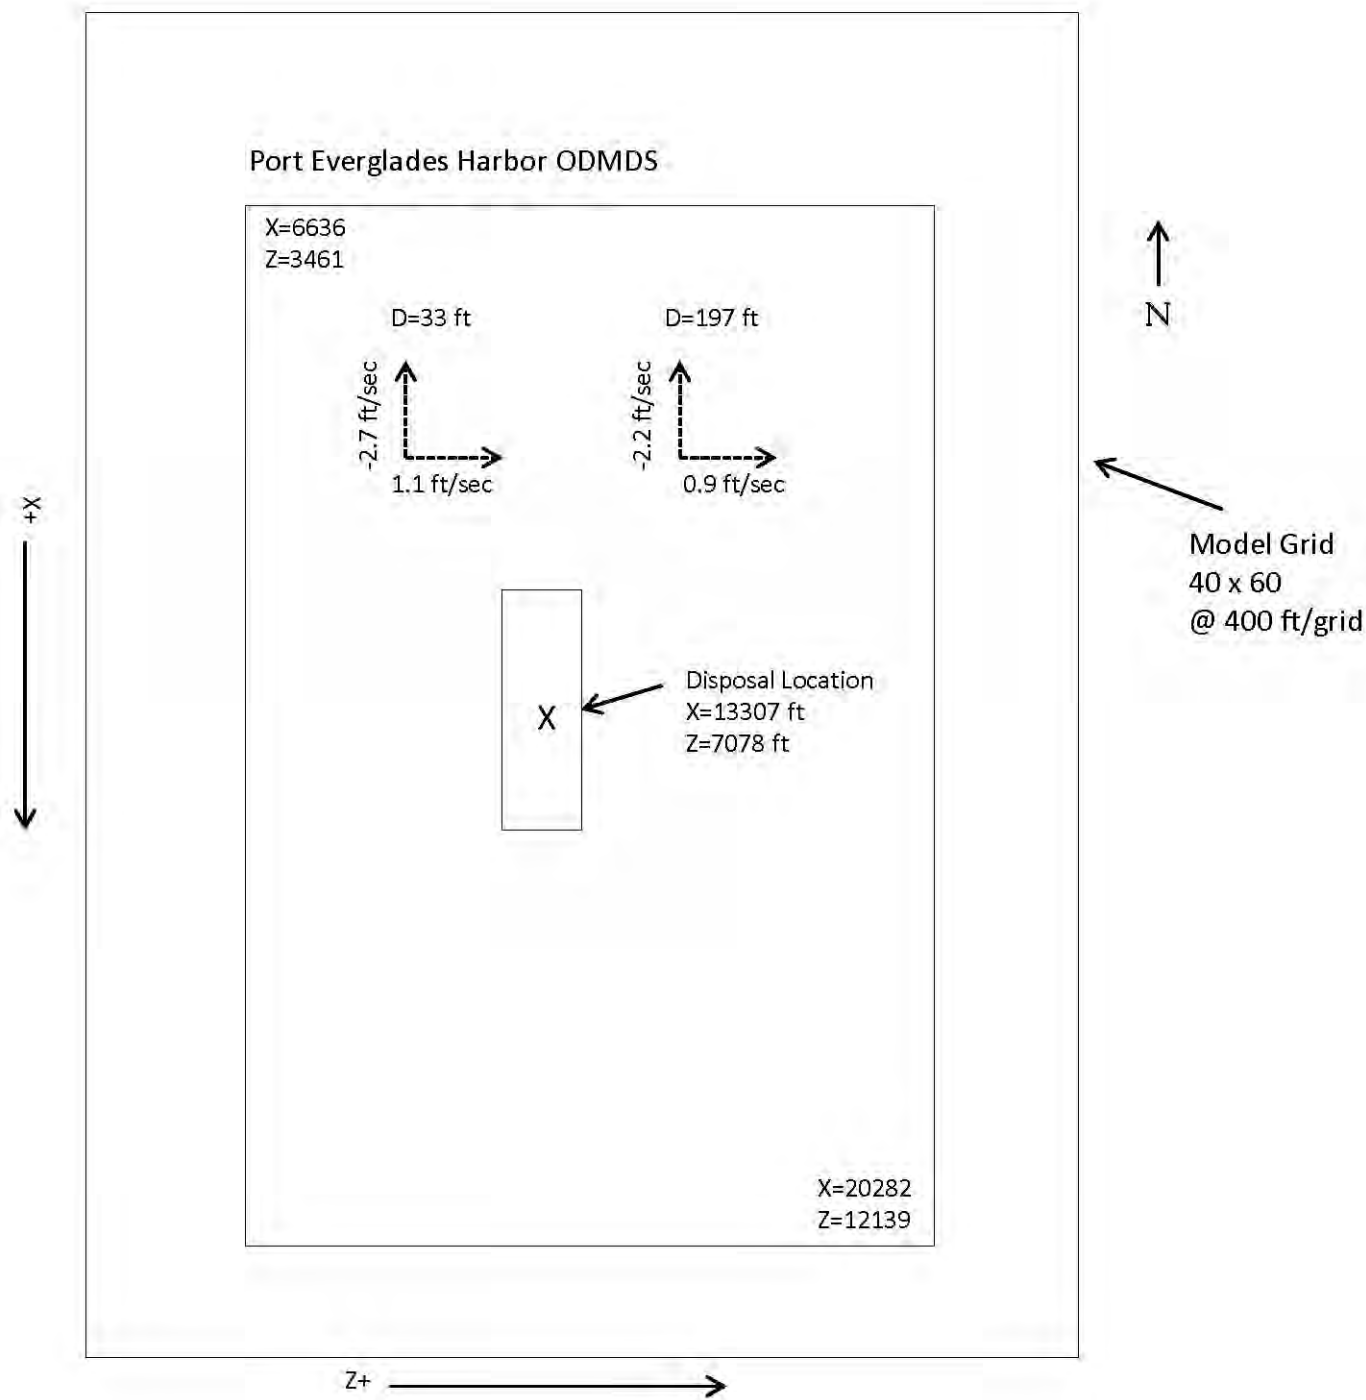 Port Everglades Harbor ODMDS
X=6636
Z=3461
N
D=33 ft
D=197 ft
-2.7 ft/sec
1.1 ft/sec
-2.2 ft/sec
0.9 ft/sec
+X
Model Grid
40 x 60
@ 400 ft/grid
Disposal Location
X=13307 ft
Z=7078 ft
X
X=20282
Z=12139
Z+